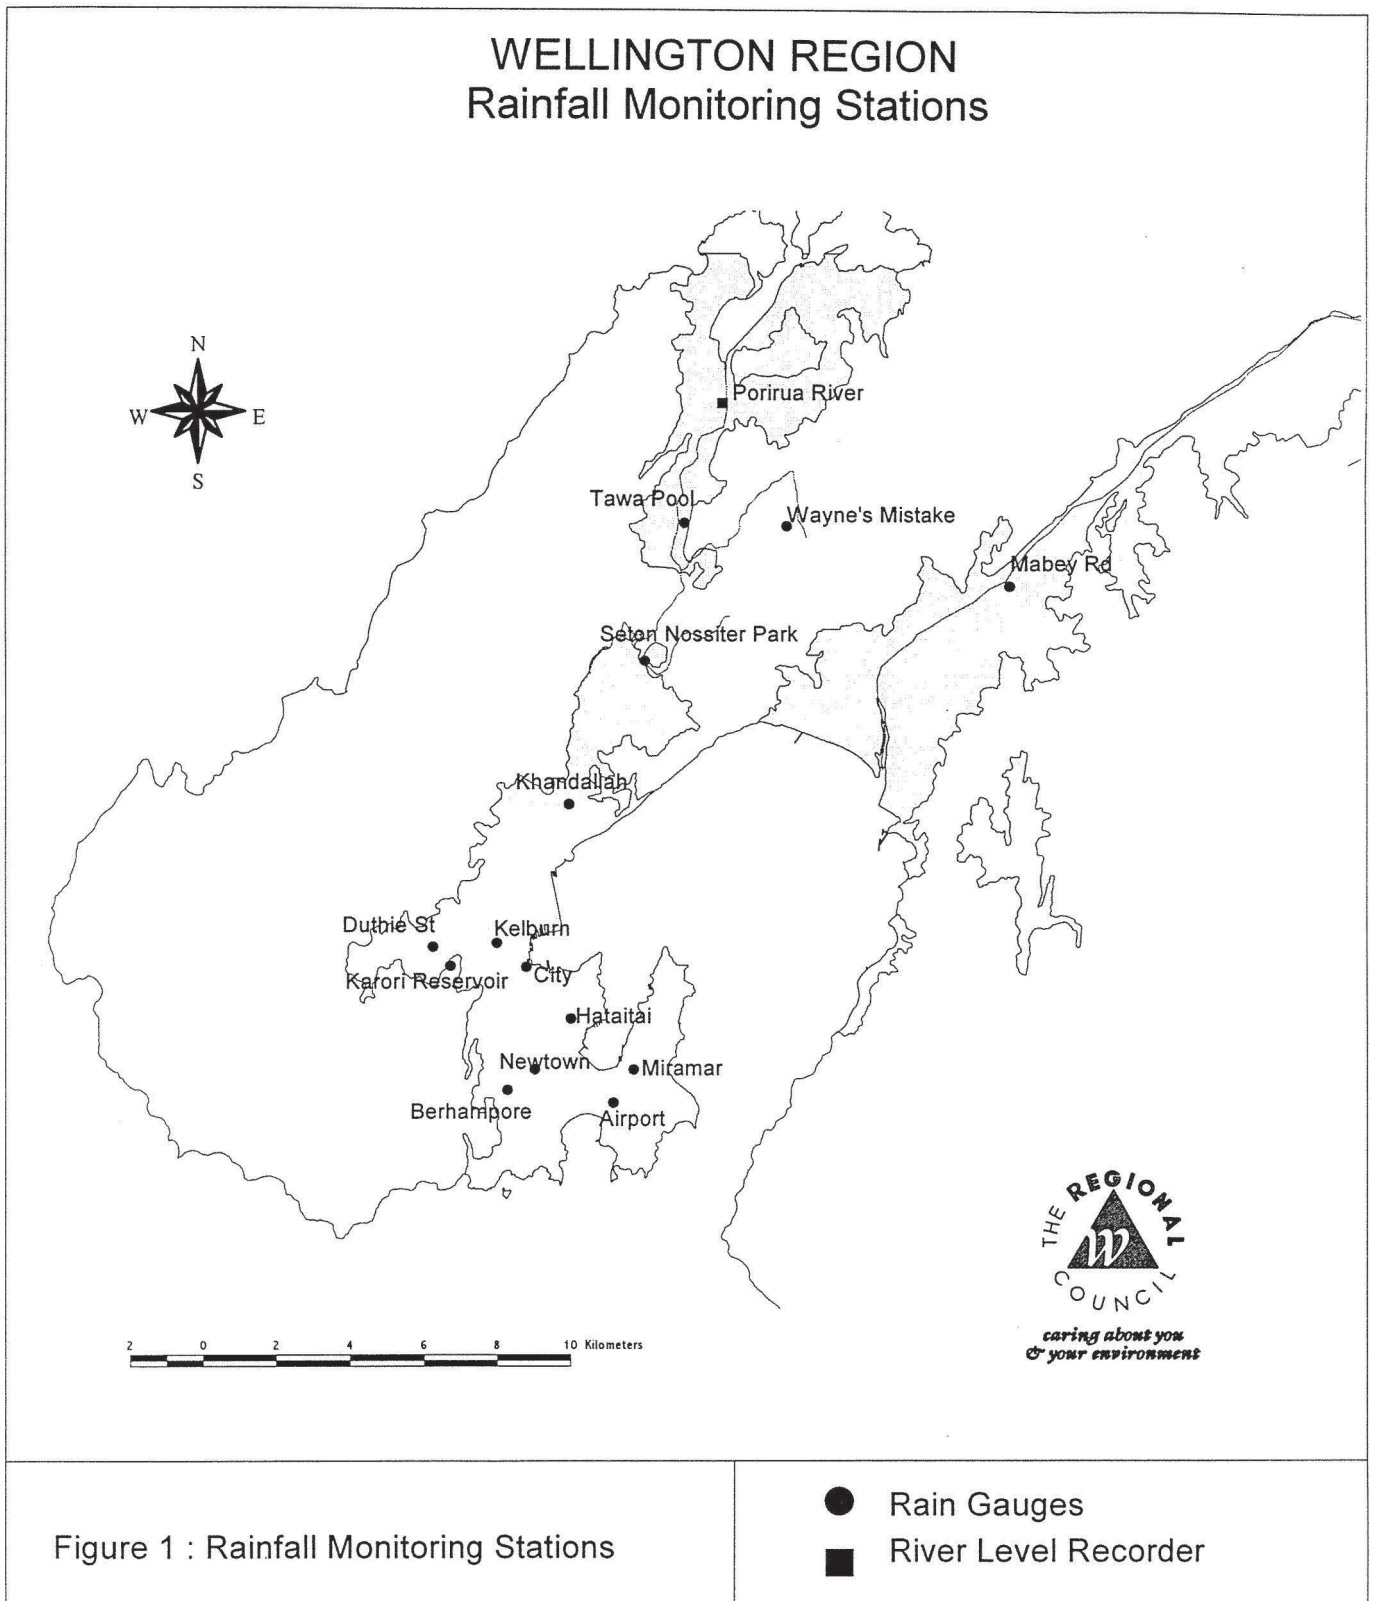 WELLINGTON REGION
Rainfall Monitoring Stations
N
W
E
S
Porirua River
Tawa Pool
Wayne's Mistake
Mabey Rd
Seton Nossiter Park
Khandallah
Duthie St
Kelburn
Karori Reservoir
City
Hataitai
Newtown
Miramar
Berhampore
Airport
THE REGIONAL
W
COUNCIL
caring about you
& your environment
2 0 2 4 6 8 10 Kilometers
Figure 1 : Rainfall Monitoring Stations
Rain Gauges
River Level Recorder